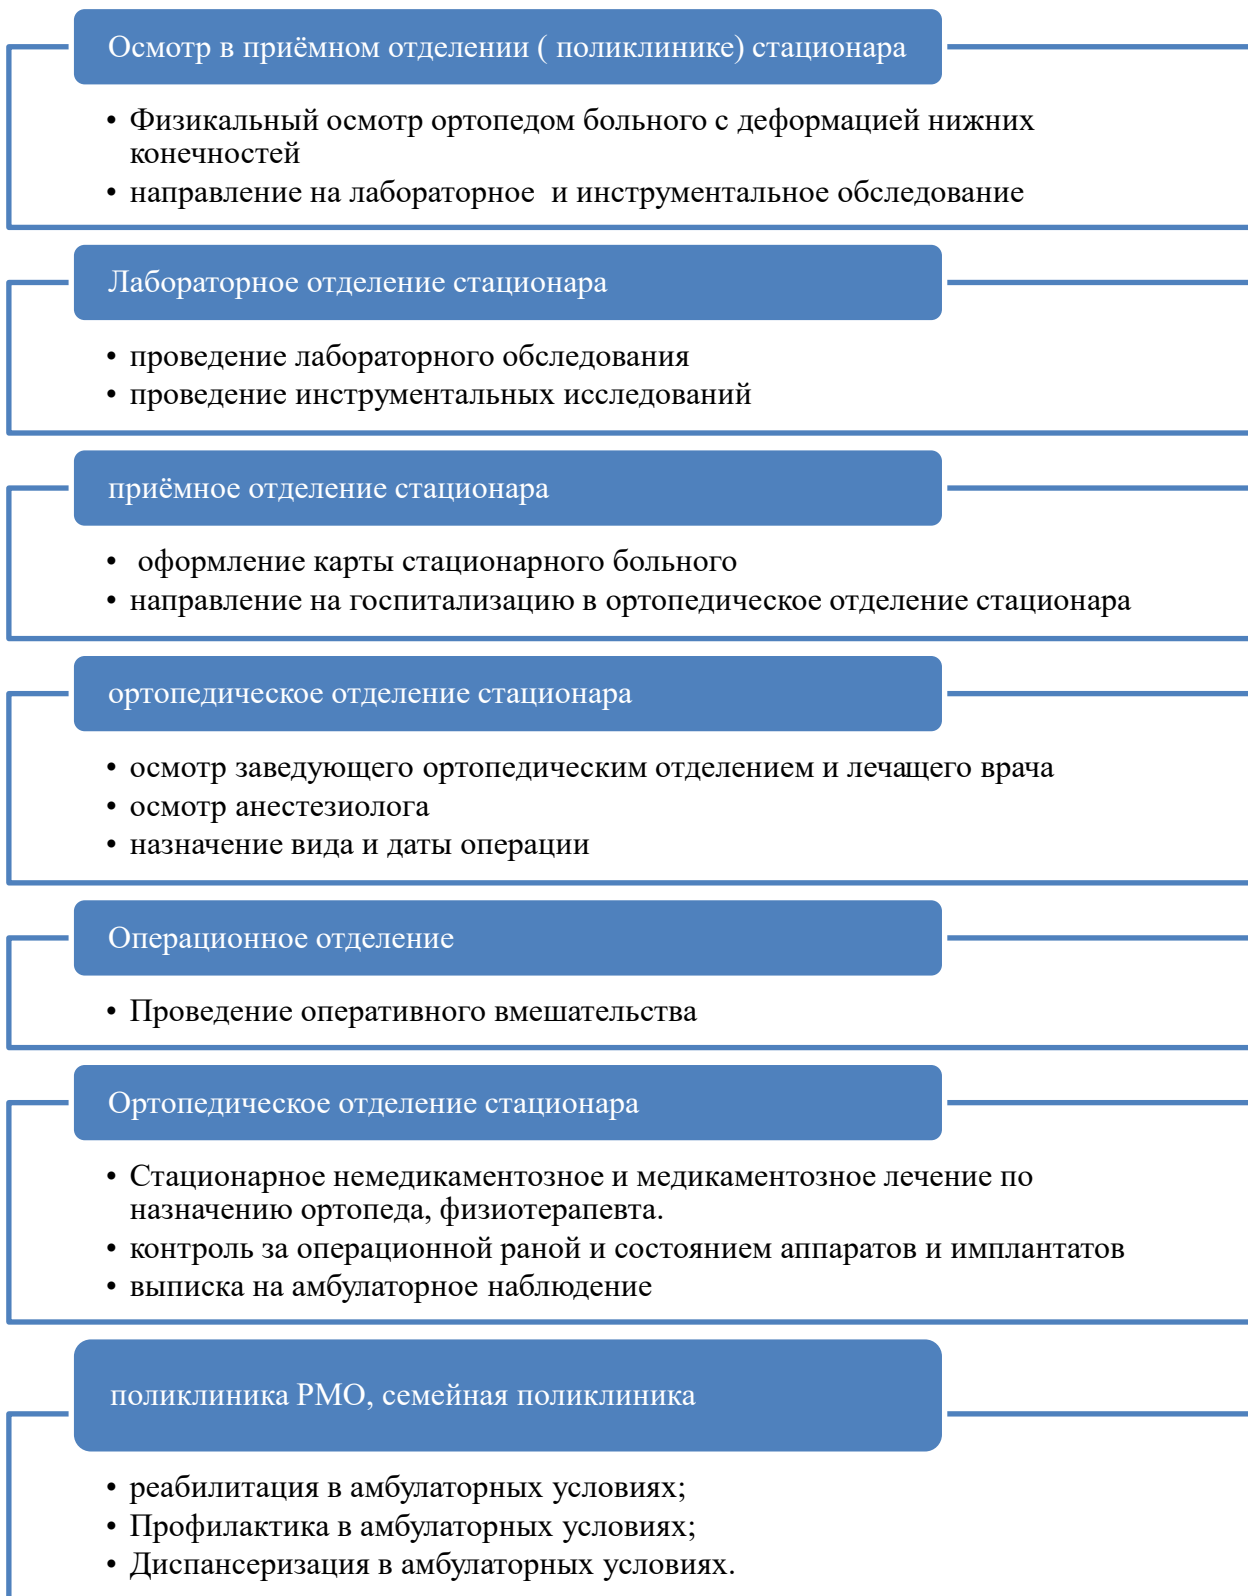 Осмотр в приёмном отделении ( поликлинике) стационара
• Физикальный осмотр ортопедом больного с деформацией нижних
конечностей
• направление на лабораторное и инструментальное обследование
Лабораторное отделение стационара
• проведение лабораторного обследования
• проведение инструментальных исследований
приёмное отделение стационара
• оформление карты стационарного больного
• направление на госпитализацию в ортопедическое отделение стационара
ортопедическое отделение стационара
• осмотр заведующего ортопедическим отделением и лечащего врача
• осмотр анестезиолога
• назначение вида и даты операции
Операционное отделение
• Проведение оперативного вмешательства
Ортопедическое отделение стационара
• Стационарное немедикаментозное и медикаментозное лечение по
назначению ортопеда, физиотерапевта.
• контроль за операционной раной и состоянием аппаратов и имплантатов
• выписка на амбулаторное наблюдение
поликлиника РМО, семейная поликлиника
• реабилитация в амбулаторных условиях;
• Профилактика в амбулаторных условиях;
• Диспансеризация в амбулаторных условиях.